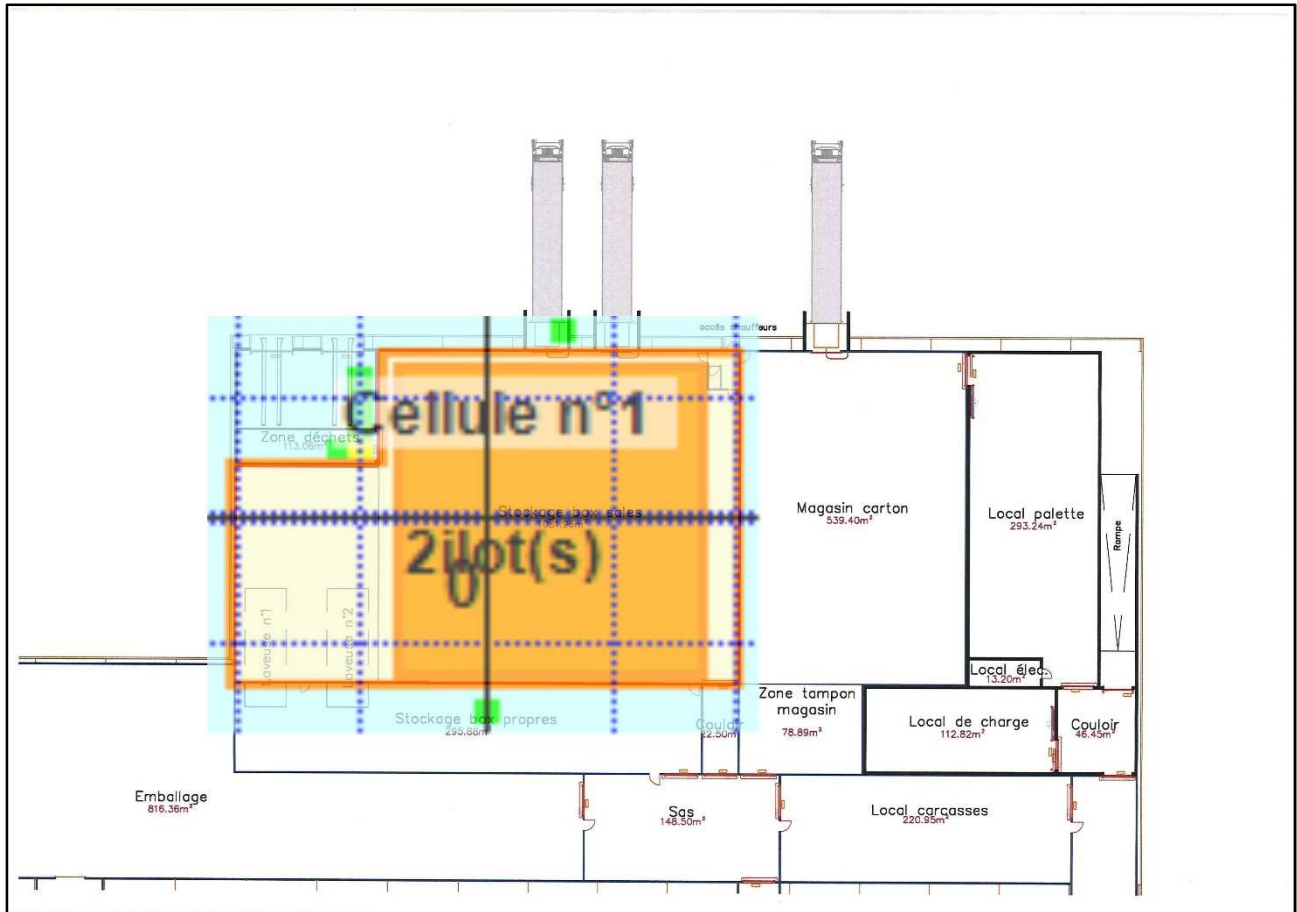 accès chauffeurs
Cellule n°1
Zone déchets
113.06m²
Stockage box sales
Magasin carton
539.40m²
Local palette
293.24m²
Rampe
2ilot(s)
0
Laveuse n°1
Laveuse n°2
Local élec.
13.20m²
Stockage box propres
295.88m²
Couloir
22.50m²
Zone tampon
magasin
78.89m²
Local de charge
112.82m²
Couloir
46.45m²
Emballage
816.36m²
Sas
148.50m²
Local carcasses
220.95m²